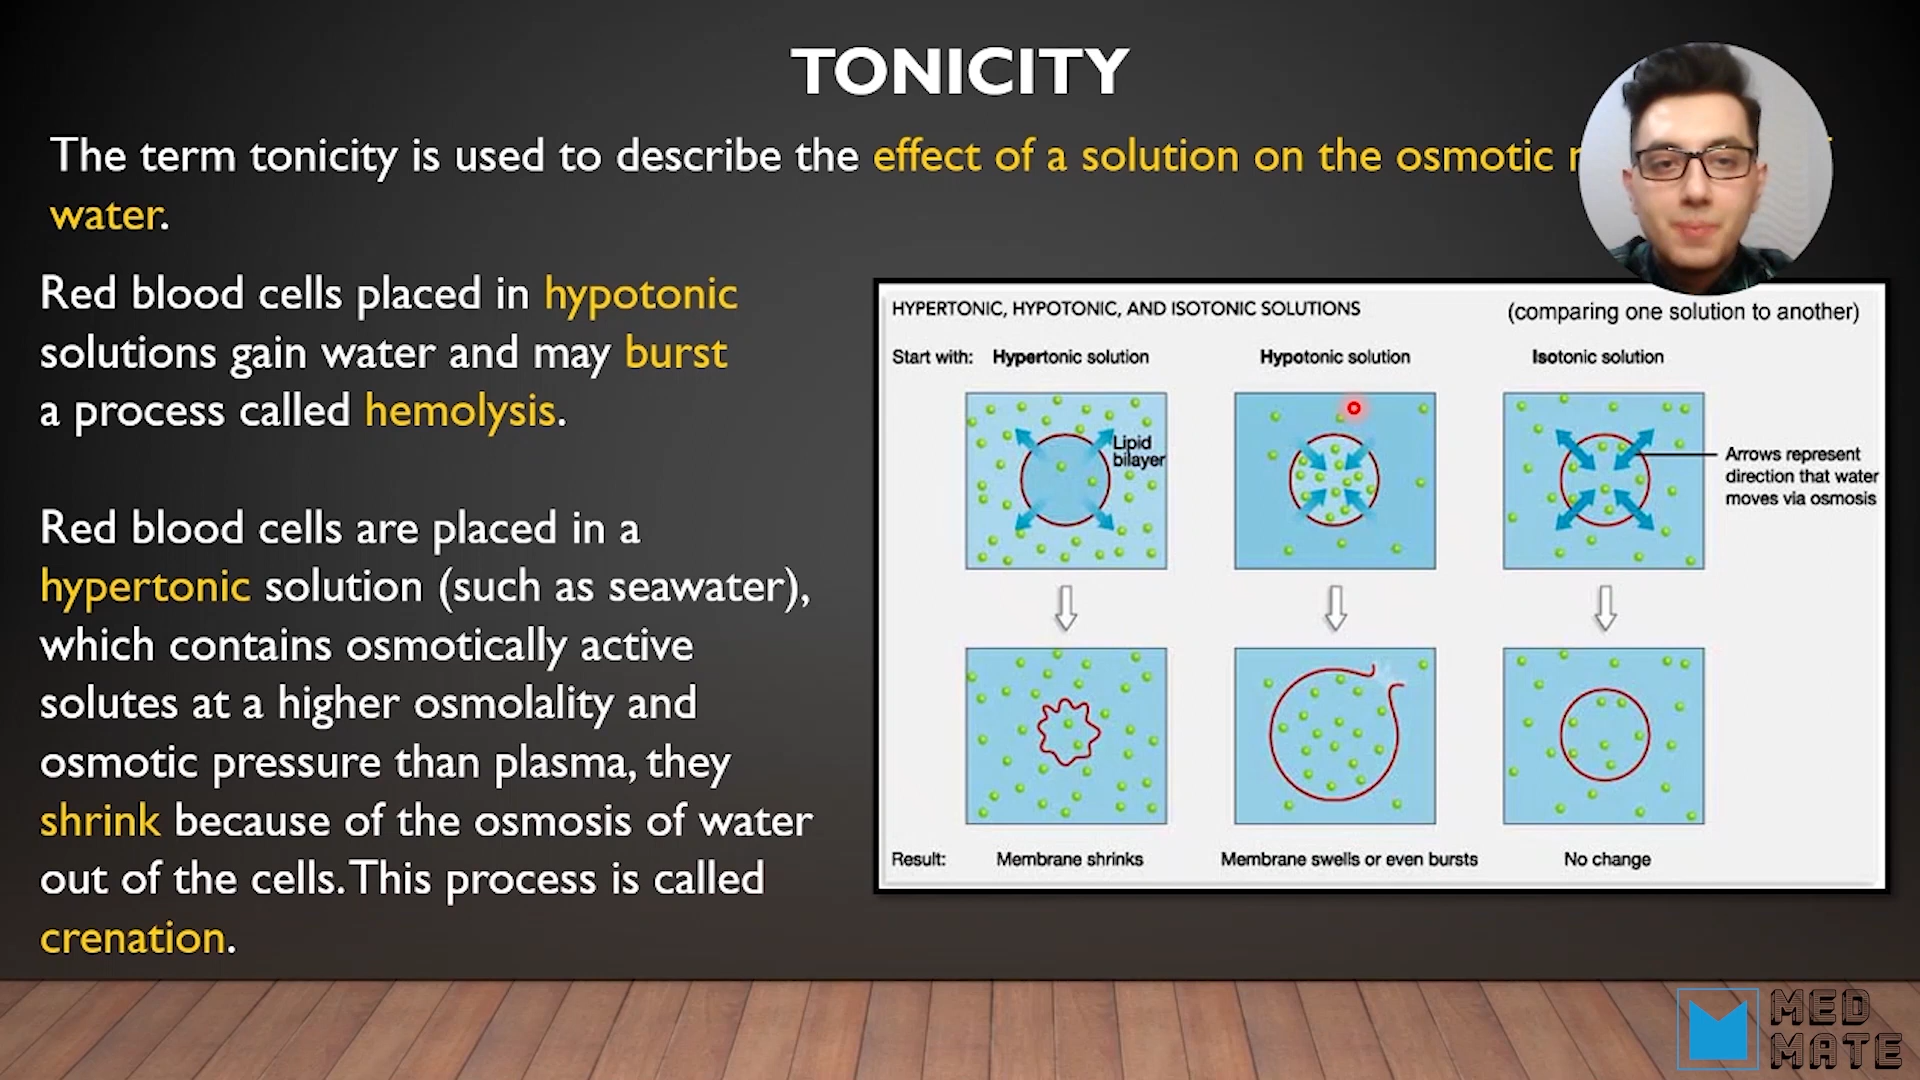 TONICITY
The term tonicity is used to describe the effect of a solution on the osmotic
water.
Red blood cells placed in hypotonic
solutions gain water and may burst
a process called hemolysis.
Red blood cells are placed in a
hypertonic solution (such as seawater),
which contains osmotically active
solutes at a higher osmolality and
osmotic pressure than plasma, they
shrink because of the osmosis of water
out of the cells. This process is called
crenation.
HYPERTONIC, HYPOTONIC, AND ISOTONIC SOLUTIONS
(comparing one solution to another)
Start with: Hypertonic solution Hypotonic solution Isotonic solution
Lipid
bilayer
Arrows represent
direction that water
moves via osmosis
Result: Membrane shrinks Membrane swells or even bursts No change
MED
MATE